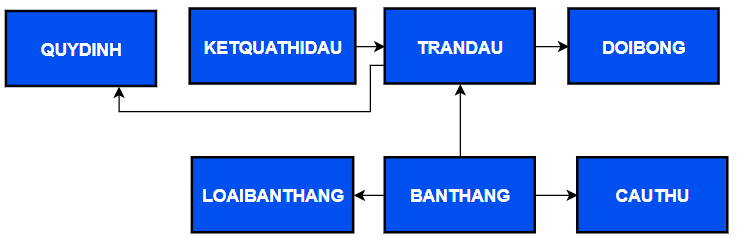 QUYDINH
KETQUATHIDAU
TRANDAU
DOIBONG
LOAIBANTHANG
BANTHANG
CAUTHU